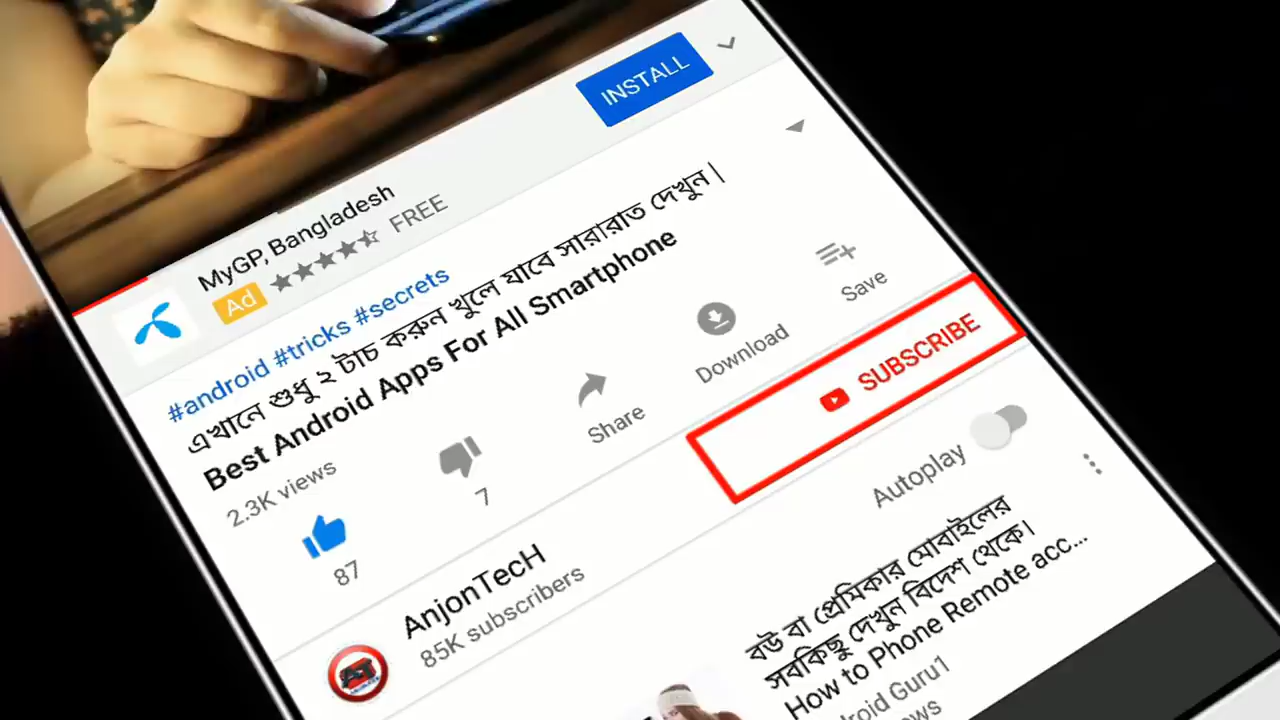 INSTALL
MyGP, Bangladesh
Ad
FREE
#android #tricks #secrets
এখানে শুধু ২ টাচ করুন খুলে যাবে সারারাত দেখুন |
Best Android Apps For All Smartphone
2.3K views
87
7
Share
Download
Save
AnjonTecH
85K subscribers
SUBSCRIBE
Autoplay
বউ বা প্রেমিকার মোবাইলের
সবকিছু দেখুন বিদেশ থেকে।
How to Phone Remote acc...
Guru1